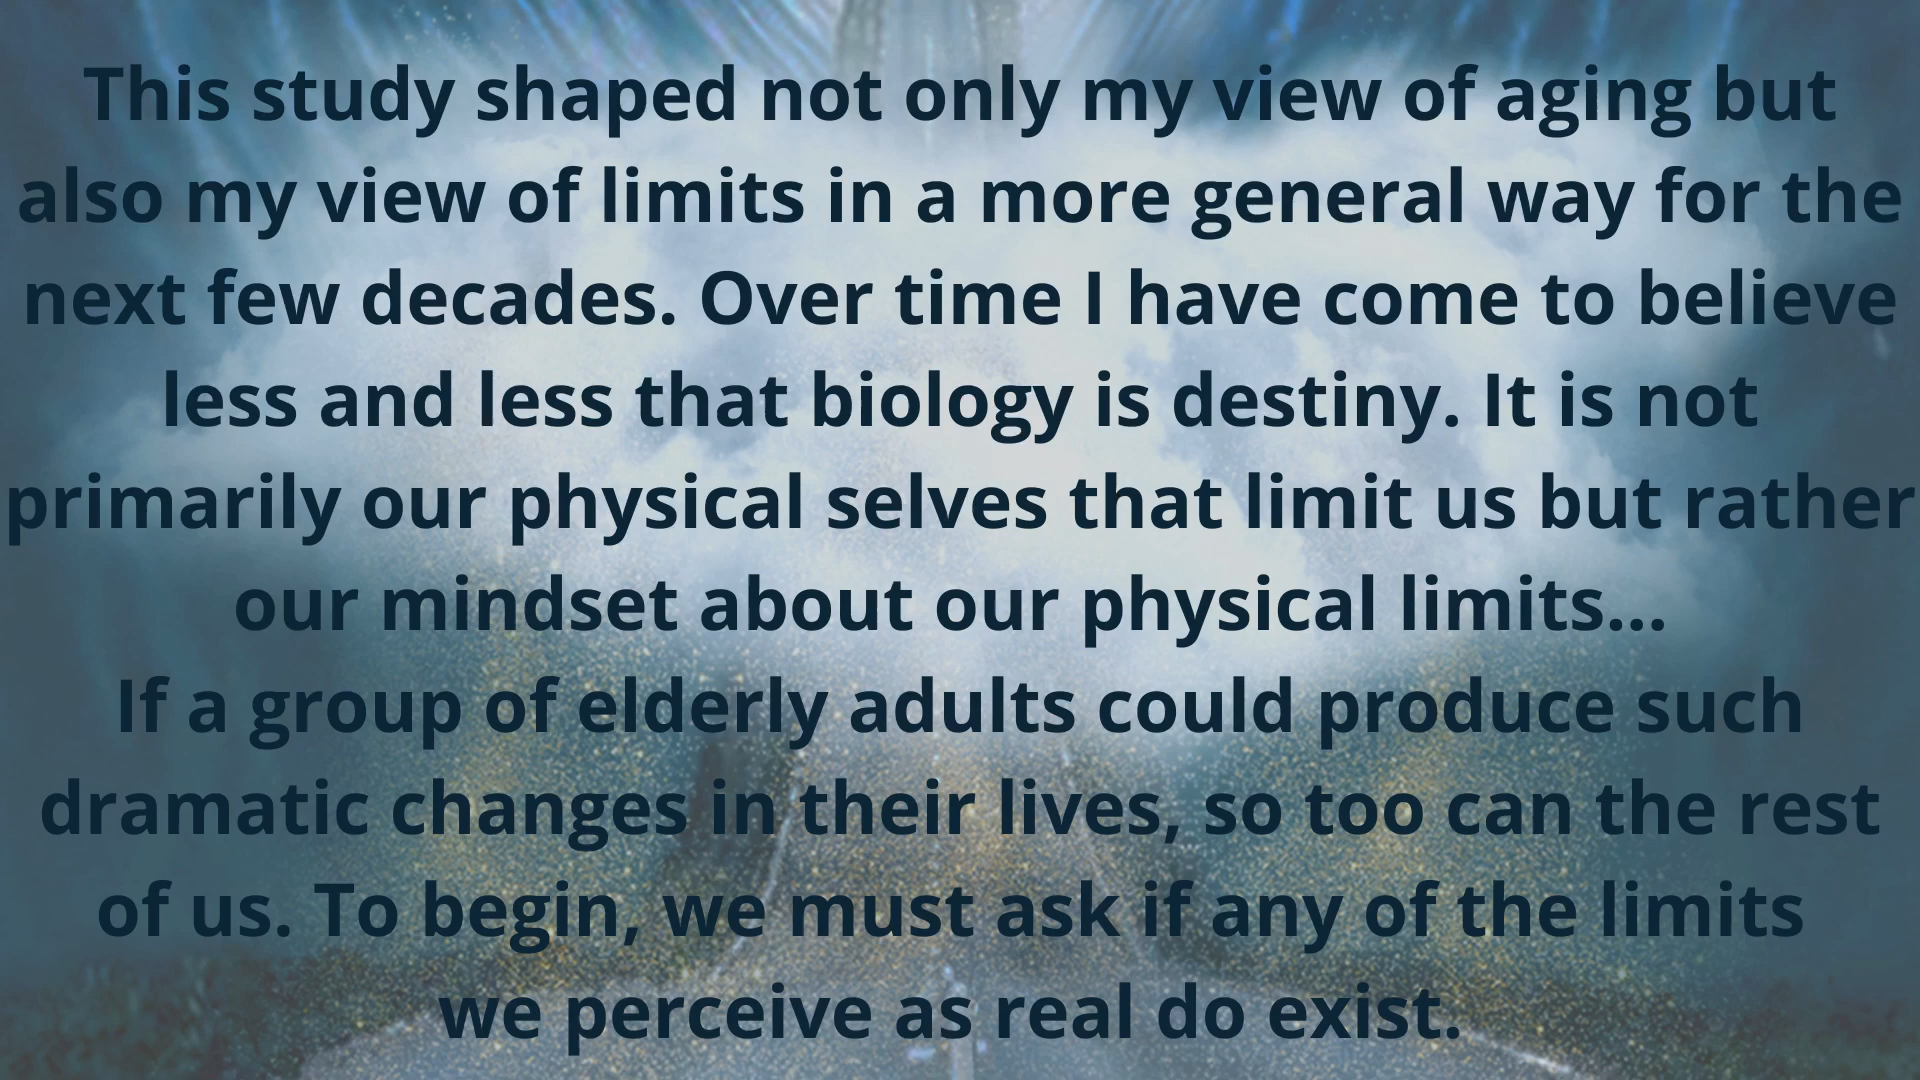 This study shaped not only my view of aging but
also my view of limits in a more general way for the
next few decades. Over time I have come to believe
less and less that biology is destiny. It is not
primarily our physical selves that limit us but rather
our mindset about our physical limits...
If a group of elderly adults could produce such
dramatic changes in their lives, so too can the rest
of us. To begin, we must ask if any of the limits
we perceive as real do exist.